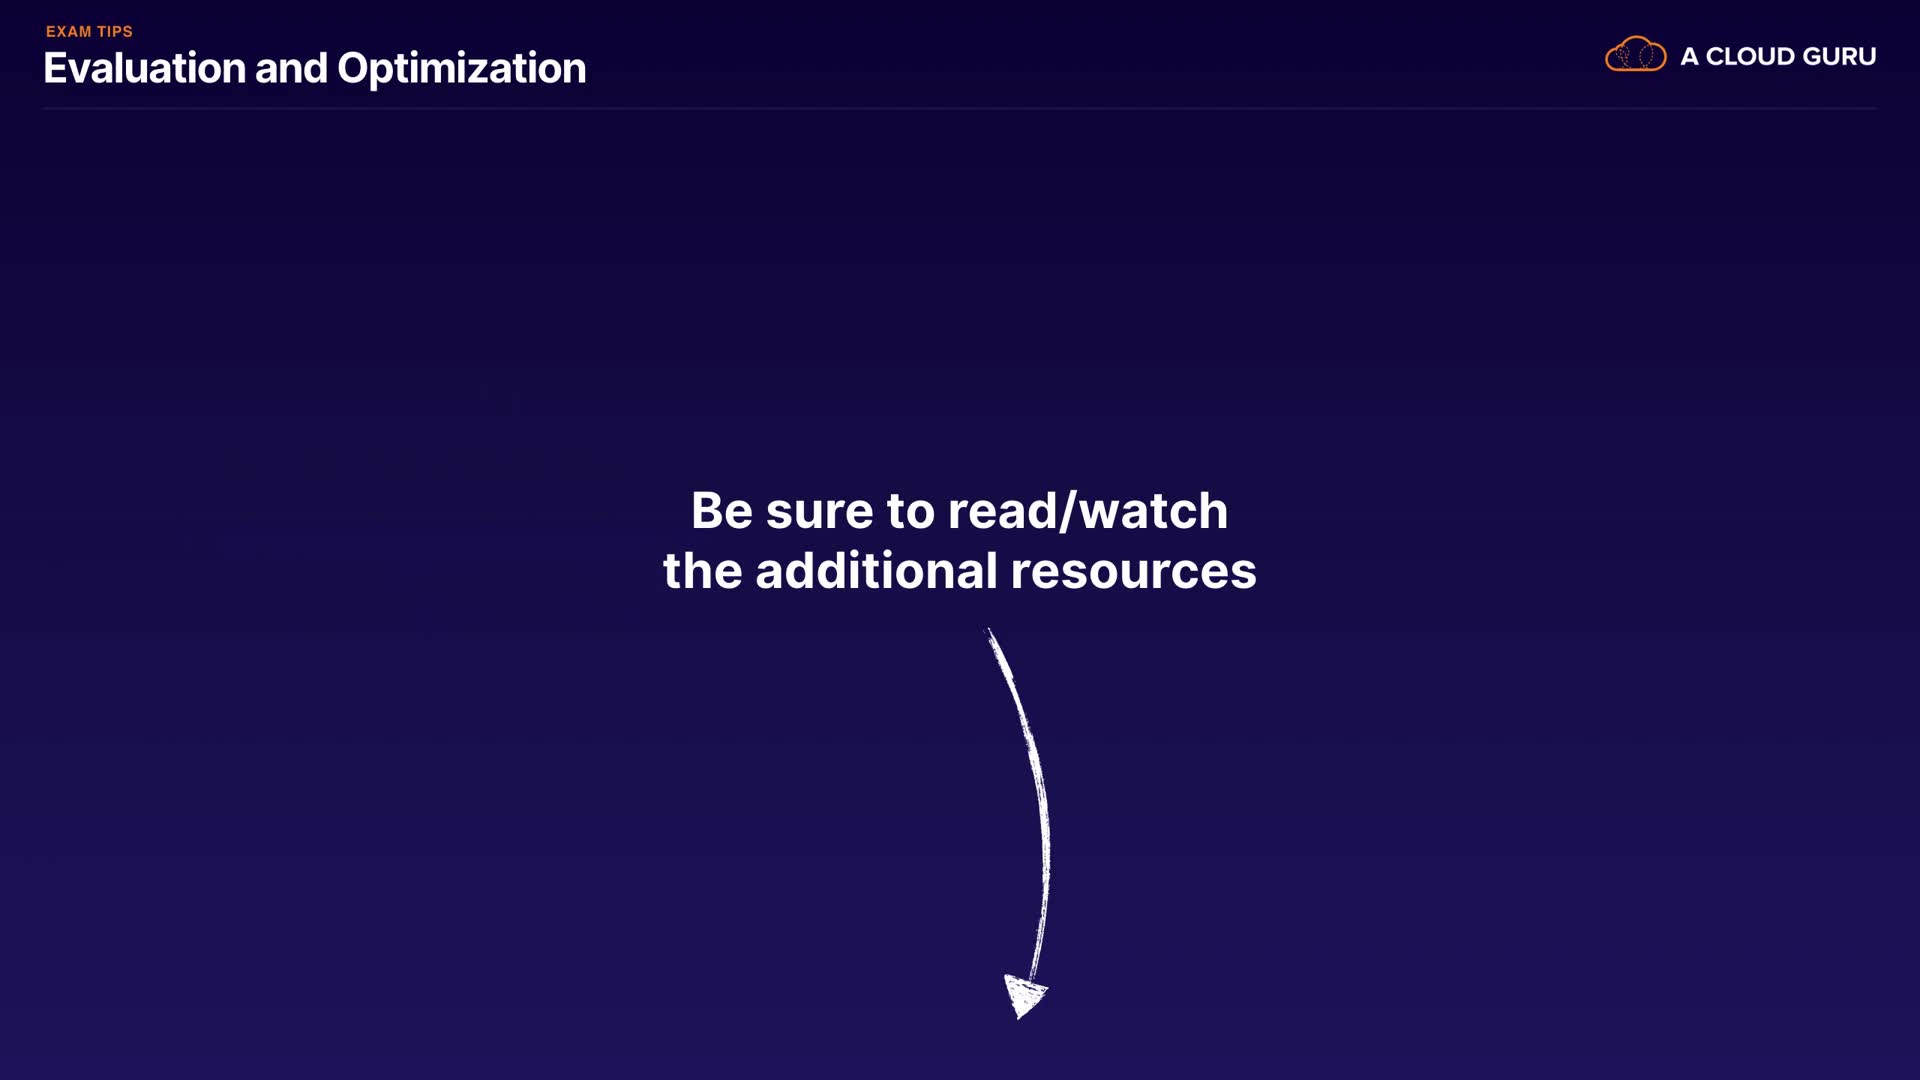 EXAM TIPS
Evaluation and Optimization
A CLOUD GURU
Be sure to read/watch
the additional resources